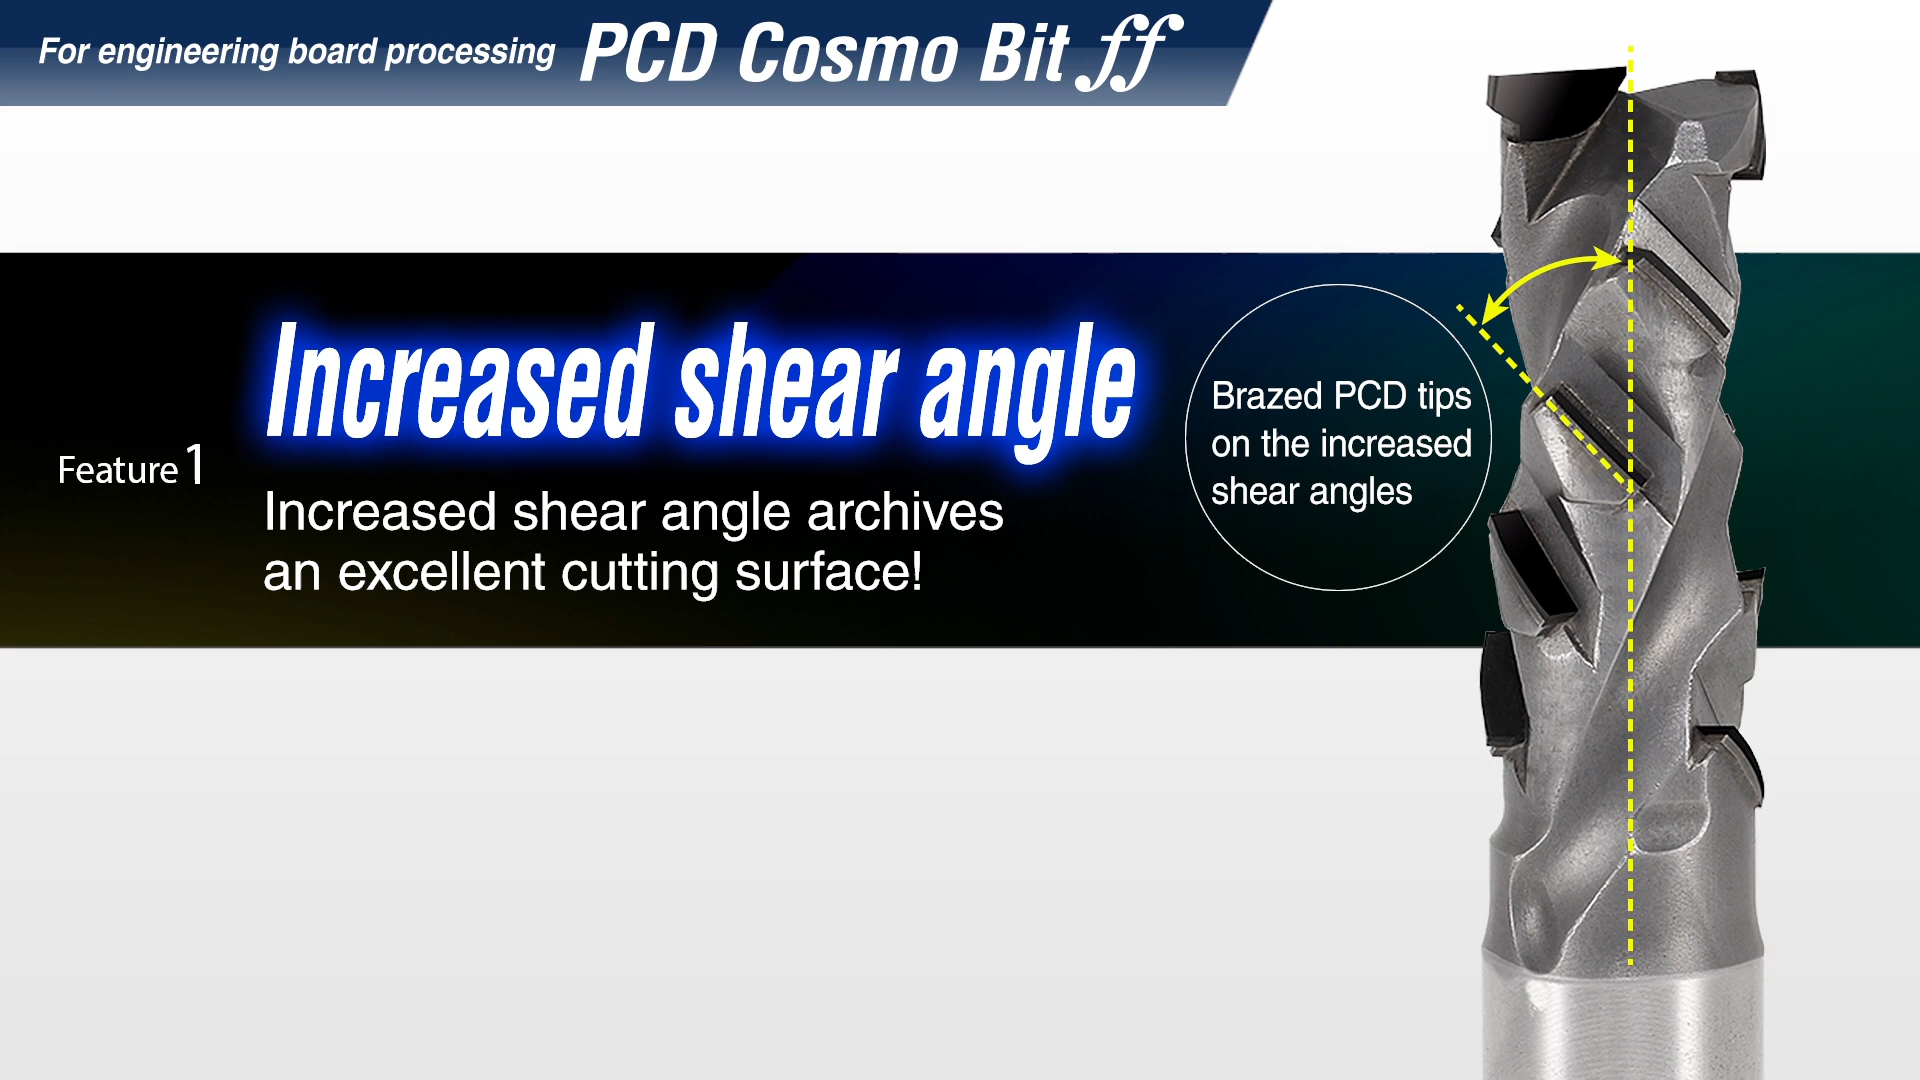 For engineering board processing PCD Cosmo Bit ff
Increased shear angle
Feature 1
Increased shear angle archives
an excellent cutting surface!
Brazed PCD tips
on the increased
shear angles